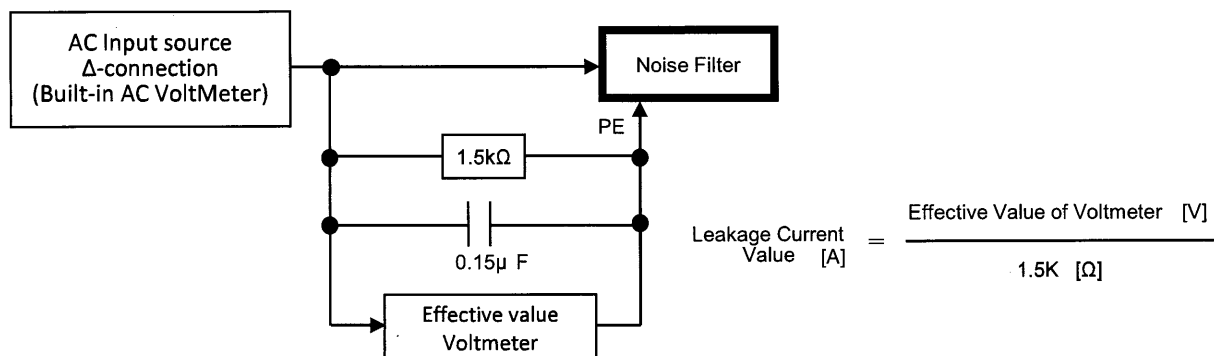 AC Input source
Δ-connection
(Built-in AC VoltMeter)
Noise Filter
PE
1.5kΩ
0.15μ F
Effective value
Voltmeter
Leakage Current
Value [A]
=
Effective Value of Voltmeter [V]
1.5K [Ω]